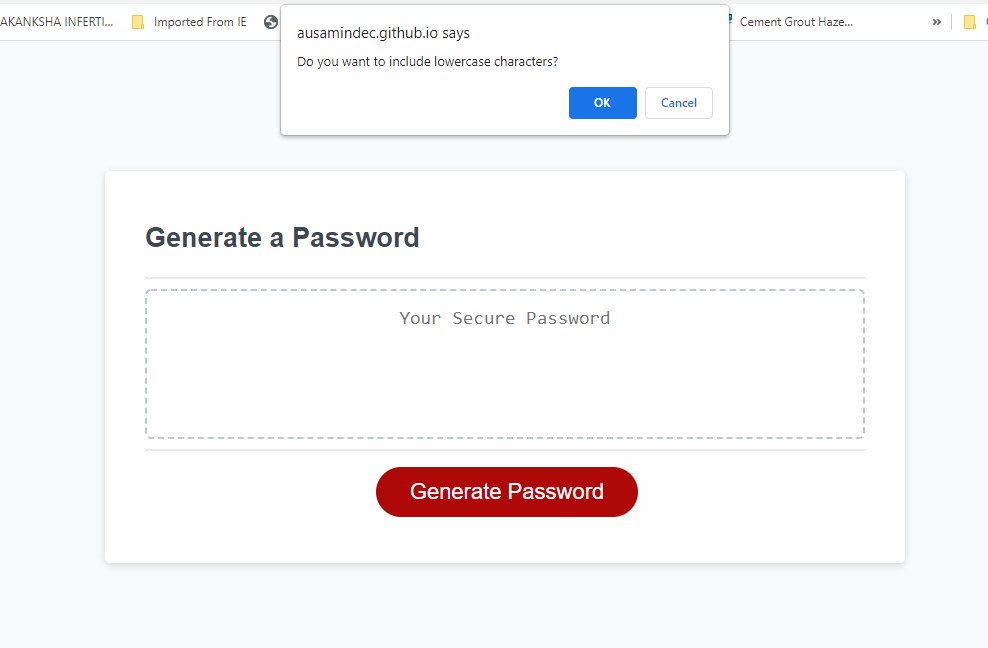 AKANKSHA INFERTI...
Imported From IE
Cement Grout Haze...
»
ausamindec.github.io says
Do you want to include lowercase characters?
OK
Cancel
Generate a Password
Your Secure Password
Generate Password